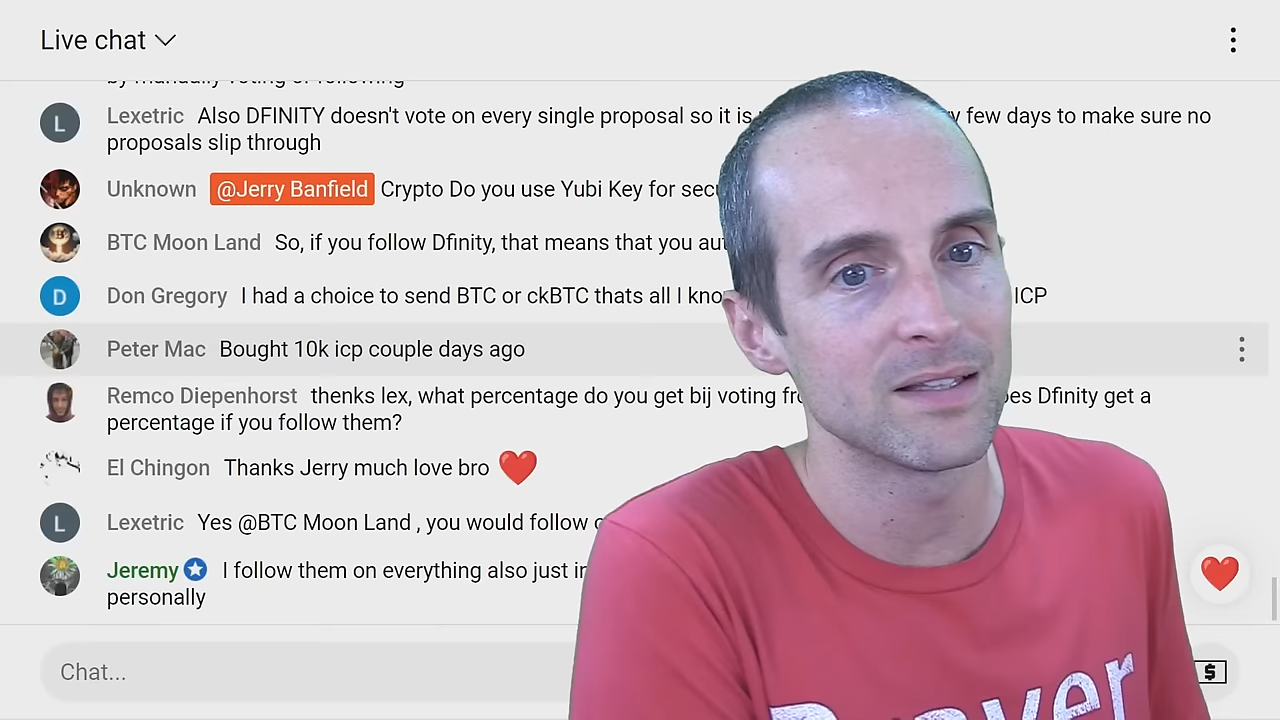 Live chat
by manually voting or following
Lexetric Also DFINITY doesn't vote on every single proposal so it is few days to make sure no
proposals slip through
Unknown @Jerry Banfield Crypto Do you use Yubi Key for
BTC Moon Land So, if you follow Dfinity, that means that you
Don Gregory I had a choice to send BTC or ckBTC thats all I ICP
Peter Mac Bought 10k icp couple days ago
Remco Diepenhorst thenks lex, what percentage do you get bij voting Dfinity get a
percentage if you follow them?
El Chingon Thanks Jerry much love bro ❤️
Lexetric Yes @BTC Moon Land , you would follow
Jeremy I follow them on everything also just
personally
Chat...